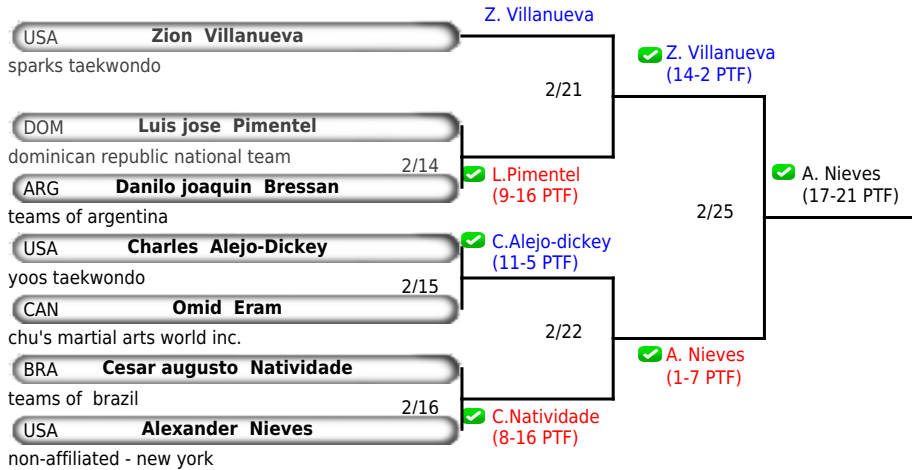 Z. Villanueva
USA Zion Villanueva
sparks taekwondo
Z. Villanueva
(14-2 PTF)
2/21
DOM Luis jose Pimentel
dominican republic national team
2/14
L.Pimentel
(9-16 PTF)
ARG Danilo joaquin Bressan
teams of argentina
A. Nieves
(17-21 PTF)
2/25
USA Charles Alejo-Dickey
yoos taekwondo
C.Alejo-dickey
(11-5 PTF)
2/15
CAN Omid Eram
chu's martial arts world inc.
2/22
BRA Cesar augusto Natividade
teams of brazil
A. Nieves
(1-7 PTF)
2/16
C.Natividade
(8-16 PTF)
USA Alexander Nieves
non-affiliated - new york